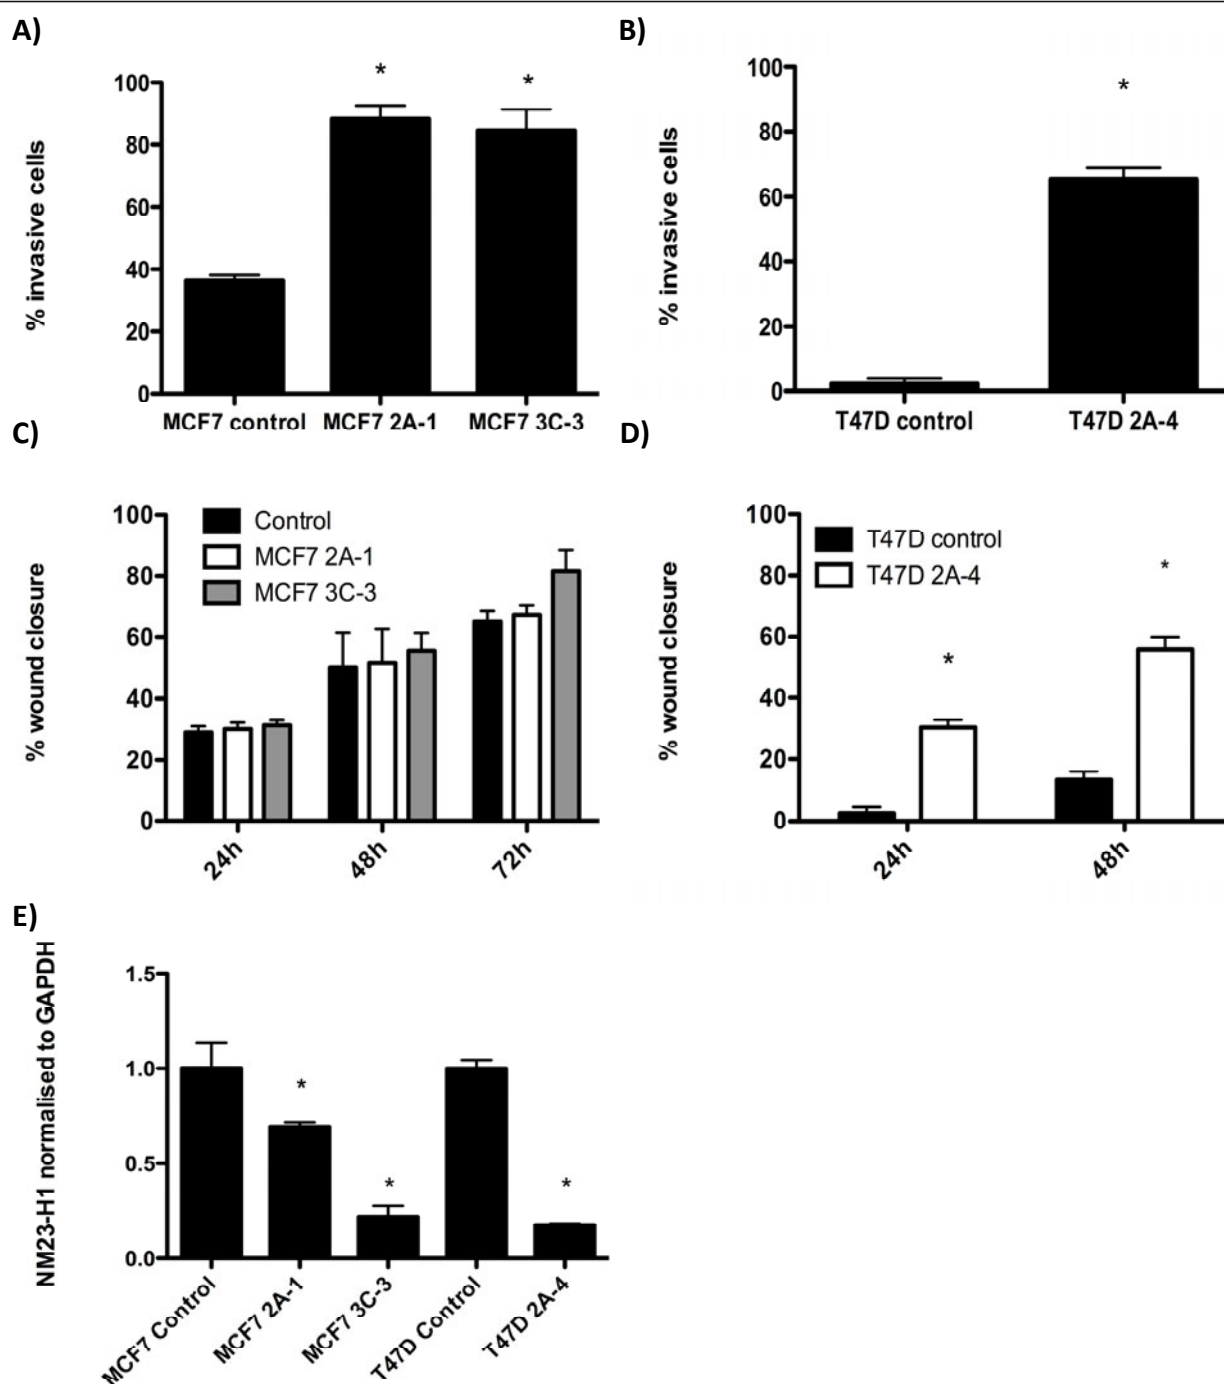 A)
% invasive cells
100
80
60
40
20
0
*
*
MCF7 control MCF7 2A-1 MCF7 3C-3
B)
% invasive cells
100
80
60
40
20
0
*
T47D control T47D 2A-4
C)
% wound closure
100
80
60
40
20
0
Control
MCF7 2A-1
MCF7 3C-3
24h 48h 72h
D)
% wound closure
100
80
60
40
20
0
T47D control
T47D 2A-4
*
*
24h 48h
E)
NM23-H1 normalised to GAPDH
1.5
1.0
0.5
0.0
*
*
*
MCF7 Control MCF7 2A-1 MCF7 3C-3 T47D Control T47D 2A-4